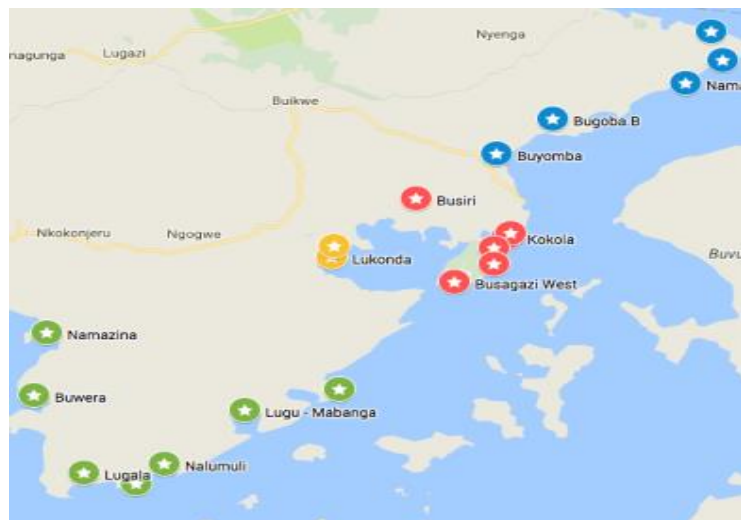 Nyenga
Lugazi
nagunga
Nama
Buikwe
Bugoba B
Buyomba
Busiri
Nkokonjeru
Ngogwe
Kokola
Lukonda
Buvu
Busagazi West
Namazina
Buwera
Lugu - Mabanga
Nalumuli
Lugala